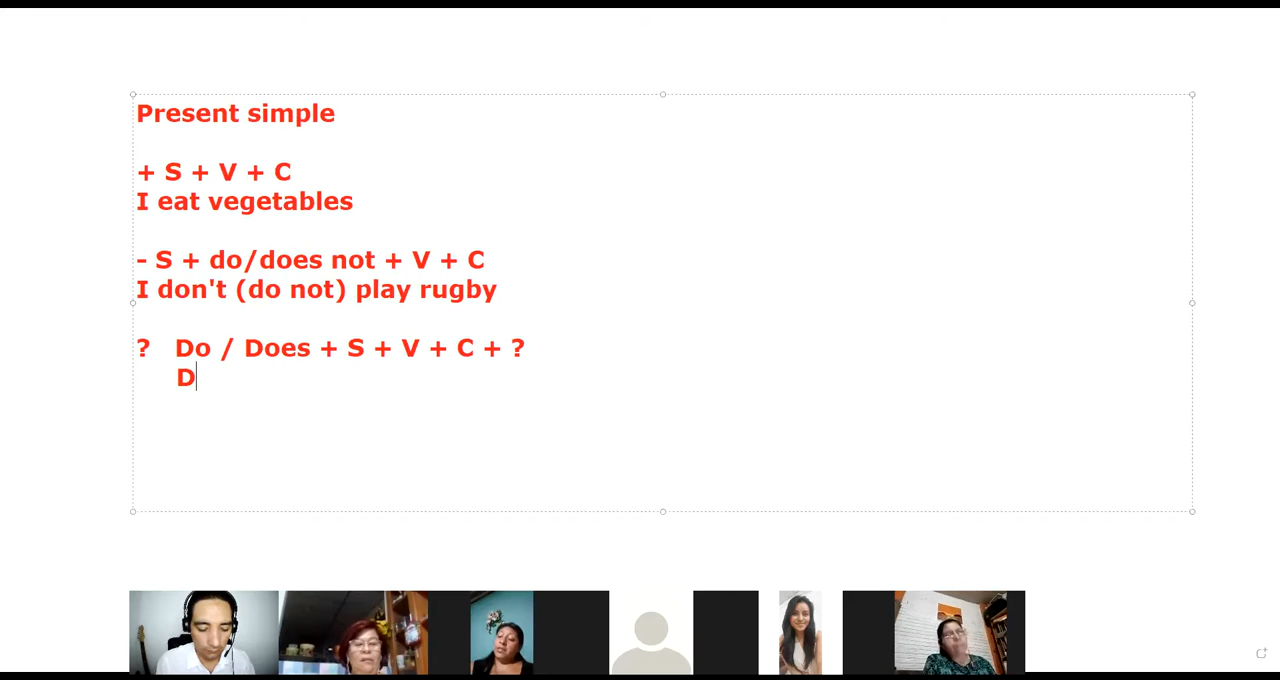 Present simple
+ S + V + C
I eat vegetables
- S + do/does not + V + C
I don't (do not) play rugby
? Do / Does + S + V + C + ?
D